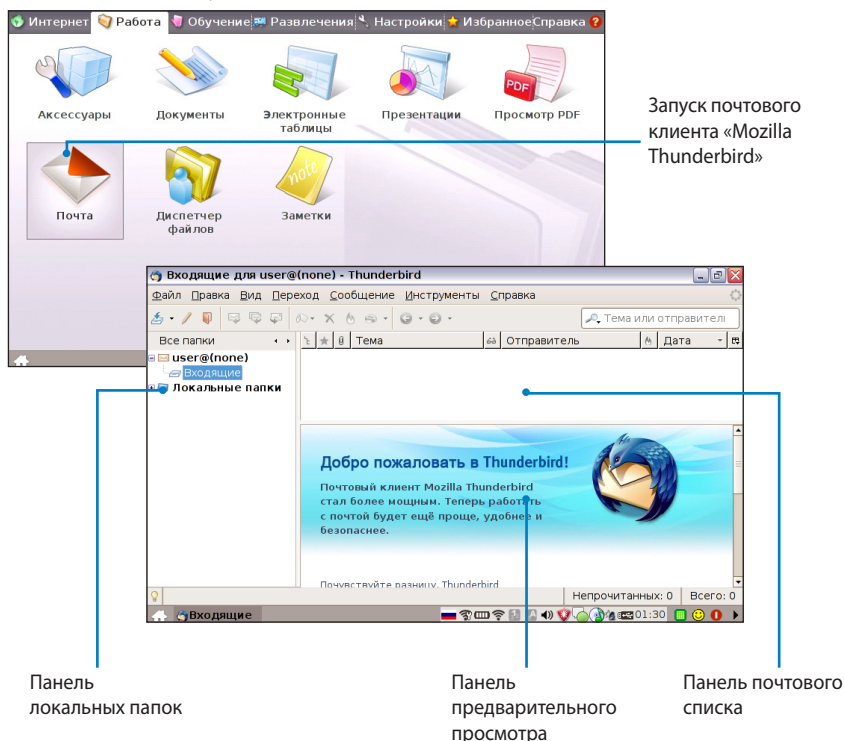 Интернет Работа Обучение Развлечения Настройки Избранное Справка
Аксессуары Документы Электронные таблицы Презентации Просмотр PDF
PDF
Запуск почтового
клиента «Mozilla
Thunderbird»
note
Почта Диспетчер файлов Заметки
Входящие для user@(none) - Thunderbird
Файл Правка Вид Переход Сообщение Инструменты Справка
Тема или отправител
Все папки Тема Отправитель Дата
user@(none)
Входящие
Локальные папки
Добро пожаловать в Thunderbird!
Почтовый клиент Mozilla Thunderbird
стал более мощным. Теперь работать
с почтой будет ещё проще, удобнее и
безопаснее.
Почувствуйте разницу. Thunderbird
Непрочитанных: 0 Всего: 0
Входящие 01:30
Панель
локальных папок
Панель
предварительного
просмотра
Панель почтового
списка